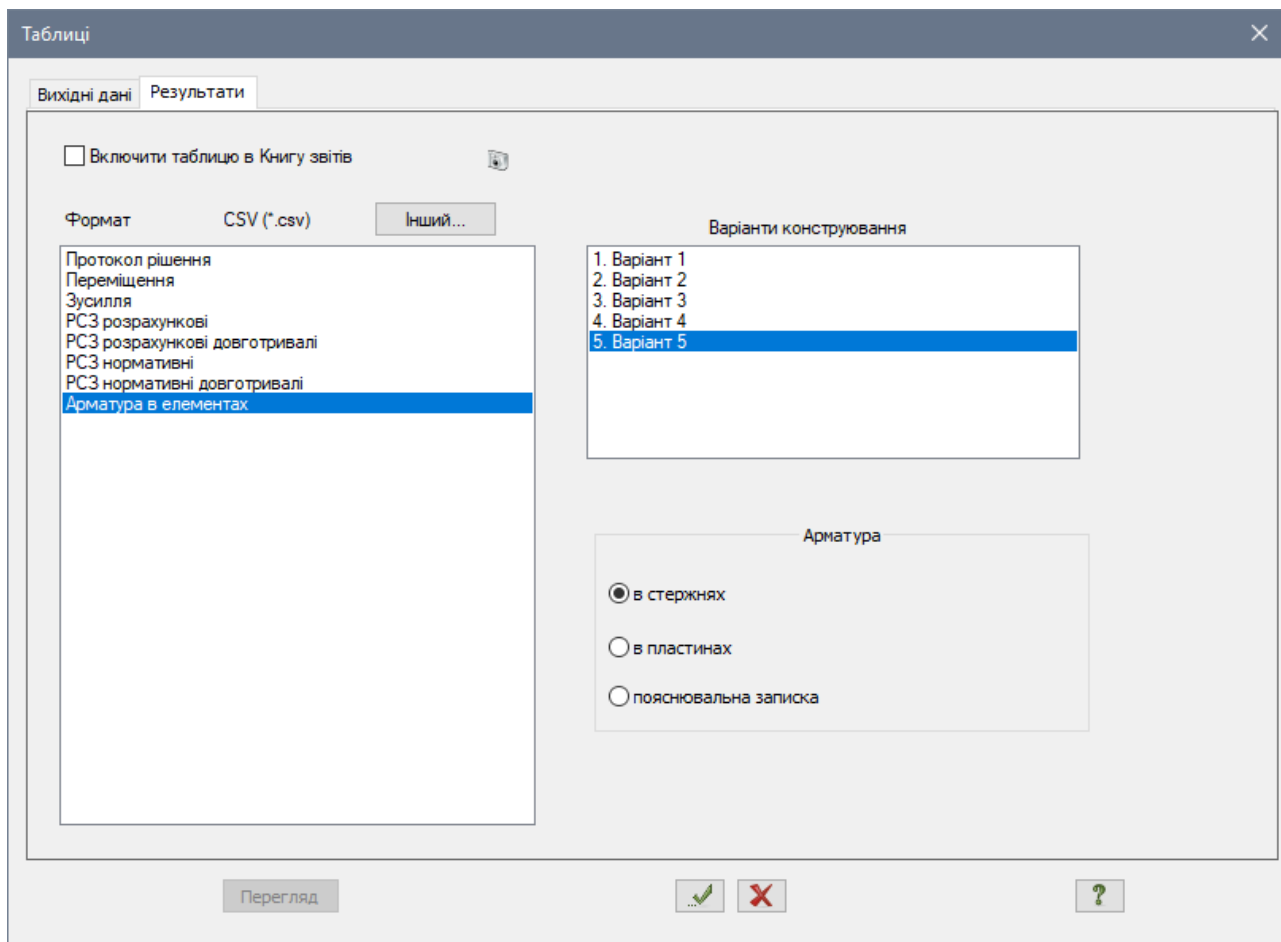 Таблиці
Вихідні дані
Результати
Включити таблицю в Книгу звітів
Формат CSV (*.csv) Інший...
Протокол рішення
Переміщення
Зусилля
РСЗ розрахункові
РСЗ розрахункові довготривалі
РСЗ нормативні
РСЗ нормативні довготривалі
Арматура в елементах
Варіанти конструювання
1. Варіант 1
2. Варіант 2
3. Варіант 3
4. Варіант 4
5. Варіант 5
Арматура
в стержнях
в пластинах
пояснювальна записка
Перегляд
?